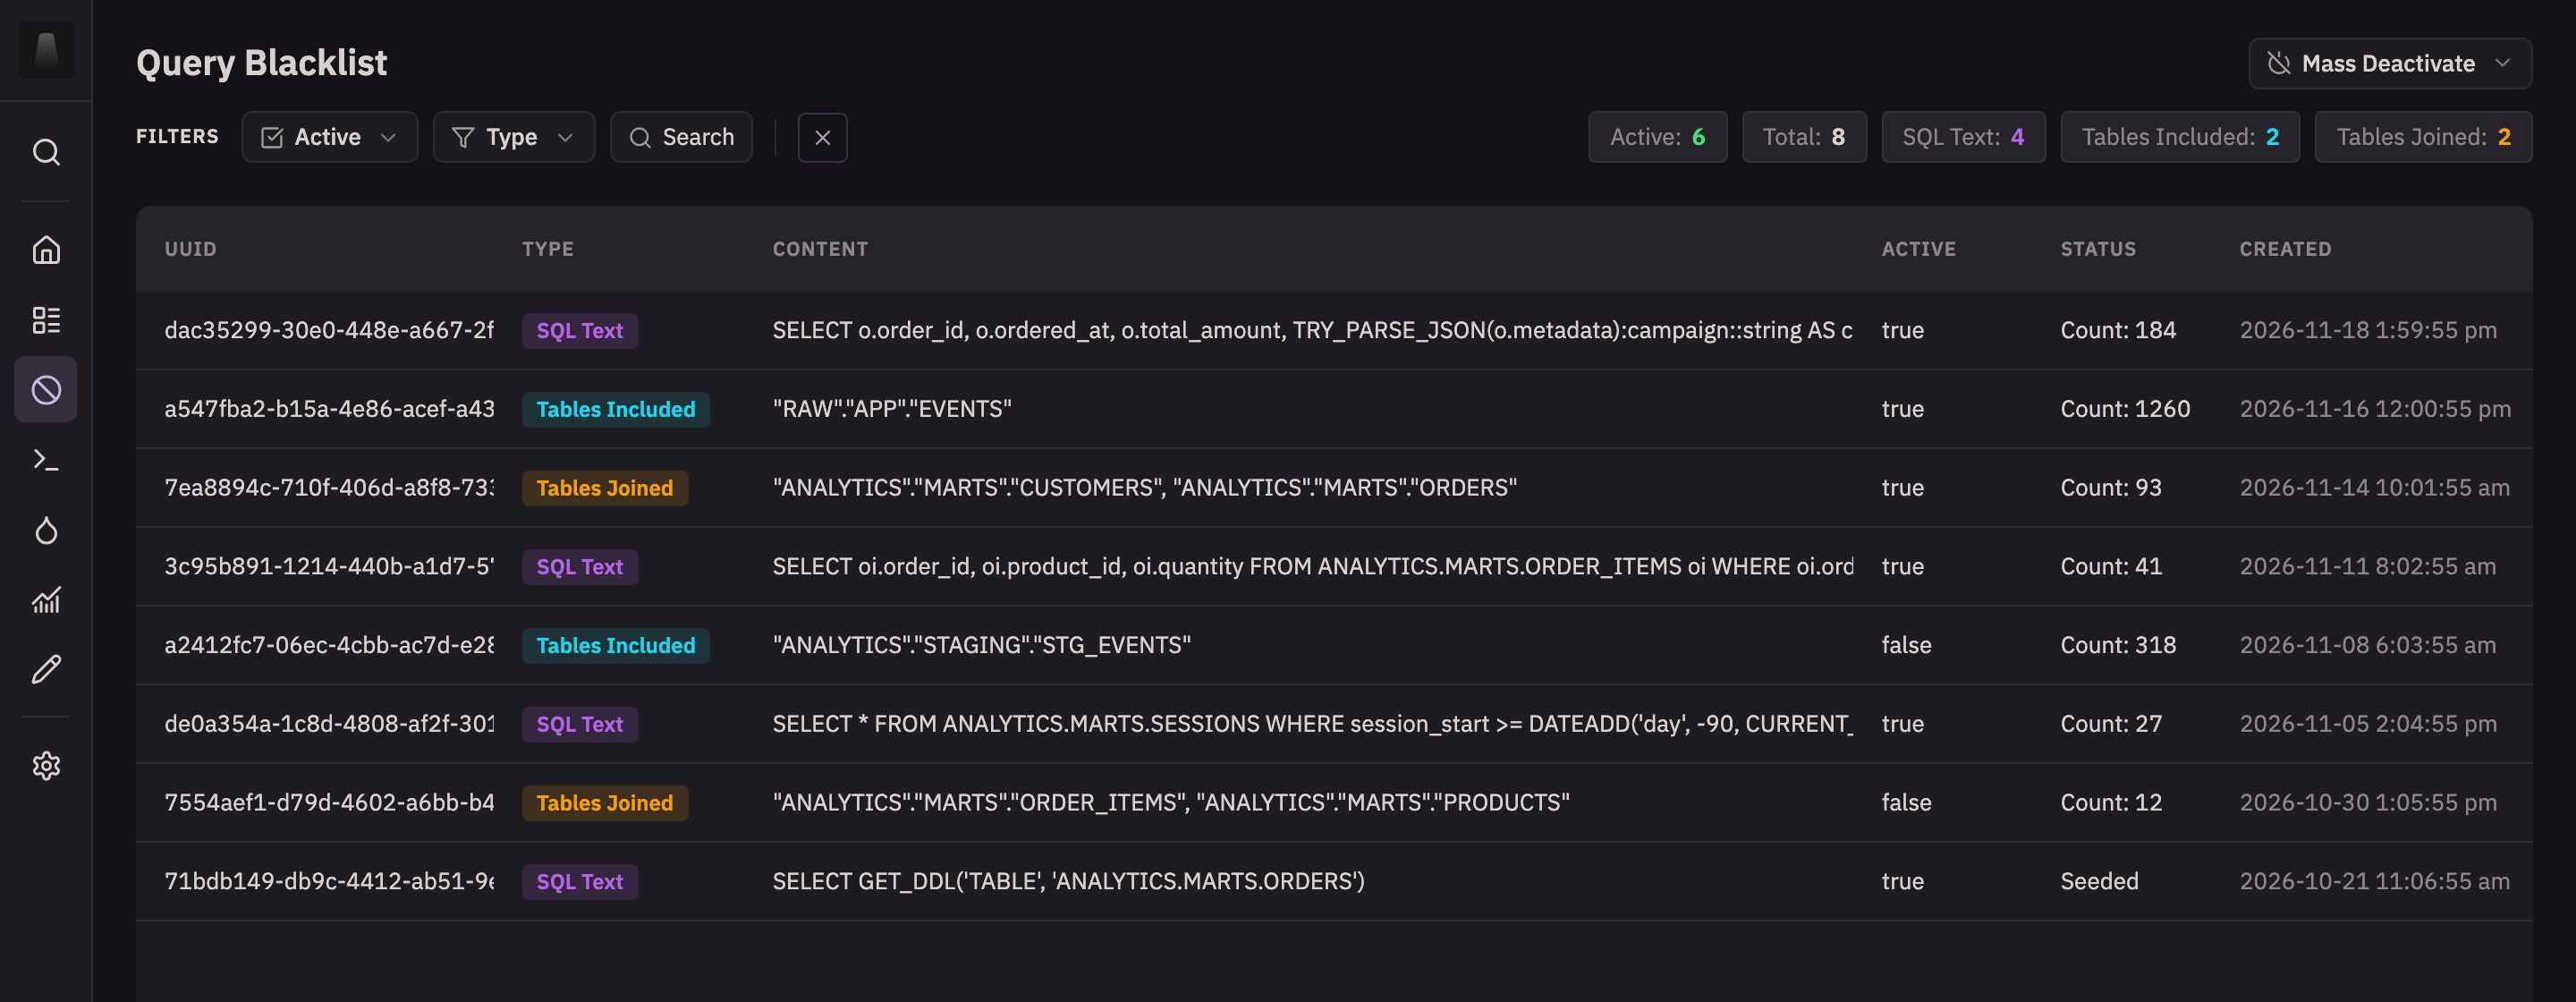 Query Blacklist
Mass Deactivate
FILTERS Active Type Search
Active: 6 Total: 8 SQL Text: 4 Tables Included: 2 Tables Joined: 2
UUID TYPE CONTENT ACTIVE STATUS CREATED
dac35299-30e0-448e-a667-2f SQL Text SELECT o.order_id, o.ordered_at, o.total_amount, TRY_PARSE_JSON(o.metadata):campaign::string AS c true Count: 184 2026-11-18 1:59:55 pm
a547fba2-b15a-4e86-acef-a43 Tables Included "RAW"."APP"."EVENTS" true Count: 1260 2026-11-16 12:00:55 pm
7ea8894c-710f-406d-a8f8-733 Tables Joined "ANALYTICS"."MARTS"."CUSTOMERS", "ANALYTICS"."MARTS"."ORDERS" true Count: 93 2026-11-14 10:01:55 am
3c95b891-1214-440b-a1d7-5 SQL Text SELECT oi.order_id, oi.product_id, oi.quantity FROM ANALYTICS.MARTS.ORDER_ITEMS oi WHERE oi.ord true Count: 41 2026-11-11 8:02:55 am
a2412fc7-06ec-4cbb-ac7d-e28 Tables Included "ANALYTICS"."STAGING"."STG_EVENTS" false Count: 318 2026-11-08 6:03:55 am
de0a354a-1c8d-4808-af2f-301 SQL Text SELECT * FROM ANALYTICS.MARTS.SESSIONS WHERE session_start >= DATEADD('day', -90, CURRENT_ true Count: 27 2026-11-05 2:04:55 pm
7554aef1-d79d-4602-a6bb-b4 Tables Joined "ANALYTICS"."MARTS"."ORDER_ITEMS", "ANALYTICS"."MARTS"."PRODUCTS" false Count: 12 2026-10-30 1:05:55 pm
71bdb149-db9c-4412-ab51-9e SQL Text SELECT GET_DDL('TABLE', 'ANALYTICS.MARTS.ORDERS') true Seeded 2026-10-21 11:06:55 am